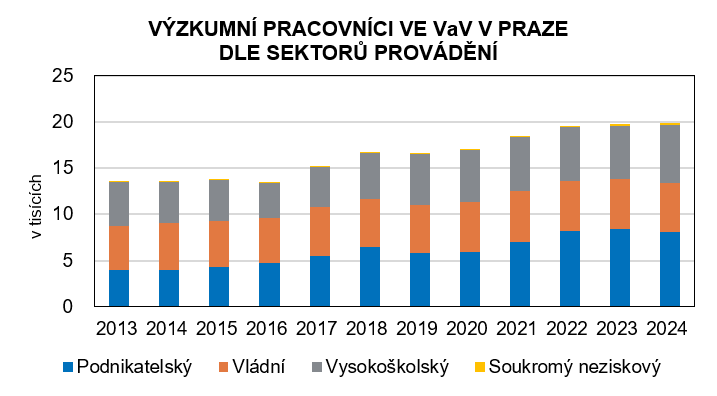 VÝZKUMNÍ PRACOVNÍCI VE VaV V PRAZE
DLE SEKTORŮ PROVÁDĚNÍ
25
20
15
10
5
0
v tisících
2013 2014 2015 2016 2017 2018 2019 2020 2021 2022 2023 2024
Podnikatelský Vládní Vysokoškolský Soukromý neziskový